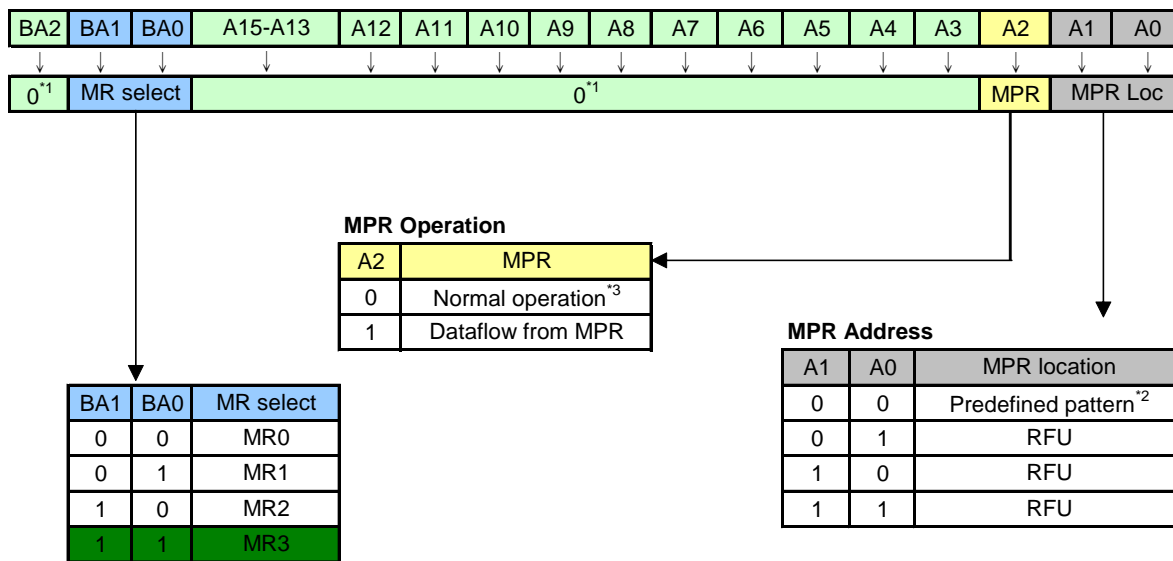 BA2 BA1 BA0 A15-A13 A12 A11 A10 A9 A8 A7 A6 A5 A4 A3 A2 A1 A0
0*1 MR select 0*1 MPR MPR Loc
MPR Operation
A2 MPR
0 Normal operation*3
1 Dataflow from MPR
MPR Address
A1 A0 MPR location
0 0 Predefined pattern*2
0 1 RFU
1 0 RFU
1 1 RFU
BA1 BA0 MR select
0 0 MR0
0 1 MR1
1 0 MR2
1 1 MR3